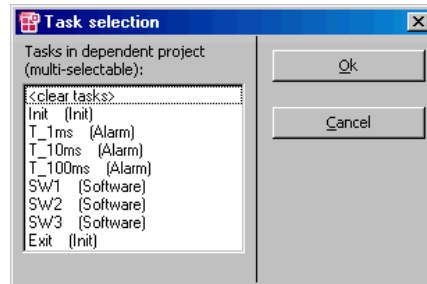 Task selection
Tasks in dependent project
(multi-selectable):
<clear tasks>
Init (Init)
T_1ms (Alarm)
T_10ms (Alarm)
T_100ms (Alarm)
SW1 (Software)
SW2 (Software)
SW3 (Software)
Exit (Init)
Ok
Cancel